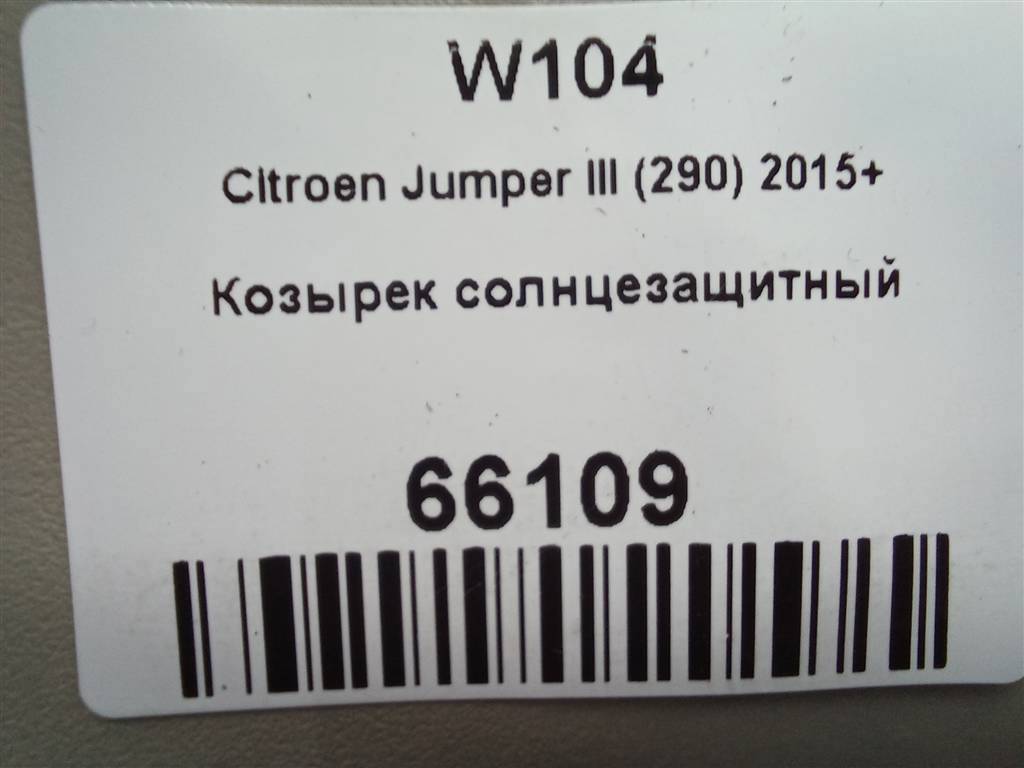 W104
Citroen Jumper III (290) 2015+
Козырек солнцезащитный
66109